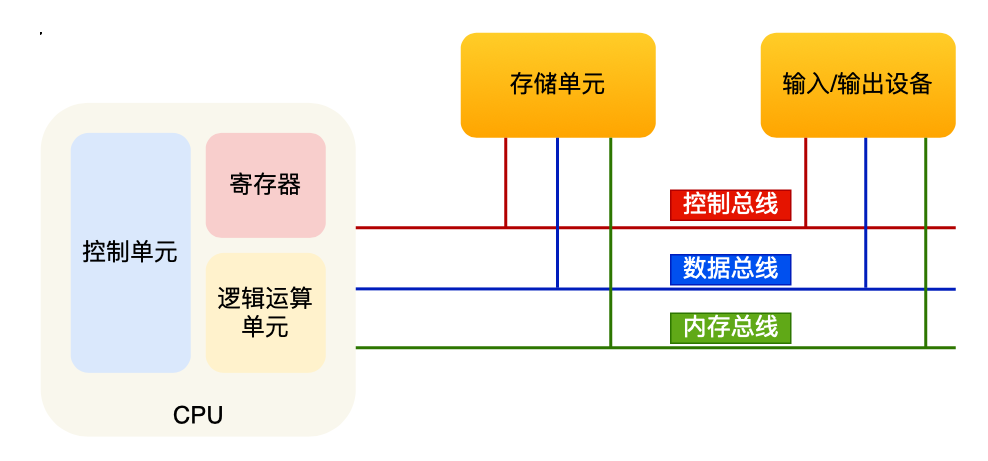 存储单元
输入/输出设备
控制单元
寄存器
逻辑运算
单元
CPU
控制总线
数据总线
内存总线